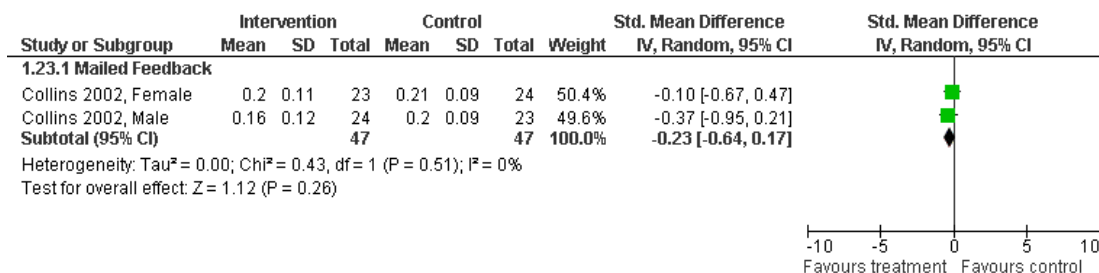 Intervention Control Std. Mean Difference Std. Mean Difference
Study or Subgroup Mean SD Total Mean SD Total Weight IV, Random, 95% CI IV, Random, 95% CI
1.23.1 Mailed Feedback
Collins 2002, Female 0.2 0.11 23 0.21 0.09 24 50.4% -0.10 [-0.67, 0.47]
Collins 2002, Male 0.16 0.12 24 0.2 0.09 23 49.6% -0.37 [-0.95, 0.21]
Subtotal (95% CI) 47 47 100.0% -0.23 [-0.64, 0.17]
Heterogeneity: Tau² = 0.00; Chi² = 0.43, df = 1 (P = 0.51); I² = 0%
Test for overall effect: Z = 1.12 (P = 0.26)
-10 -5 0 5 10
Favours treatment Favours control